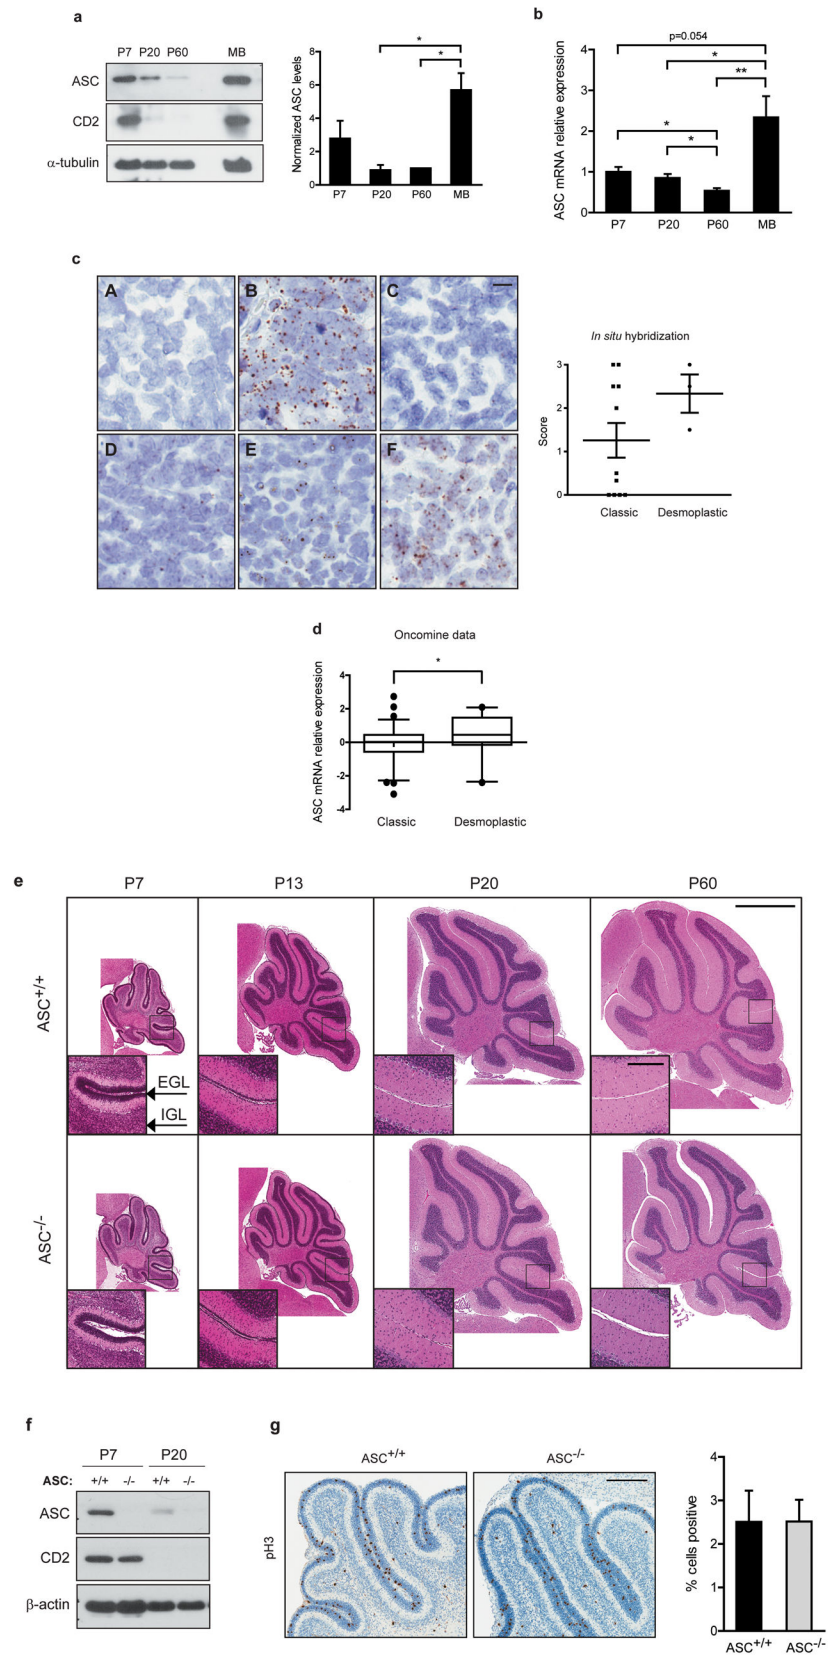 a
P7 P20 P60 MB
ASC
CD2
α-tubulin
Normalized ASC levels
8
6
4
2
0
P7 P20 P60 MB
*
*
b
ASC mRNA relative expression
4
3
2
1
0
P7 P20 P60 MB
p=0.054
*
**
*
*
c
A B C
D E F
In situ hybridization
Score
3
2
1
0
Classic Desmoplastic
d
Oncomine data
ASC mRNA relative expression
4
2
0
-2
-4
*
Classic Desmoplastic
e
P7 P13 P20 P60
ASC+/+
EGL
IGL
ASC-/-
f
P7 P20
ASC: +/+ -/- +/+ -/-
ASC
CD2
β-actin
g
ASC+/+ ASC-/-
pH3
% cells positive
4
3
2
1
0
ASC+/+ ASC-/-